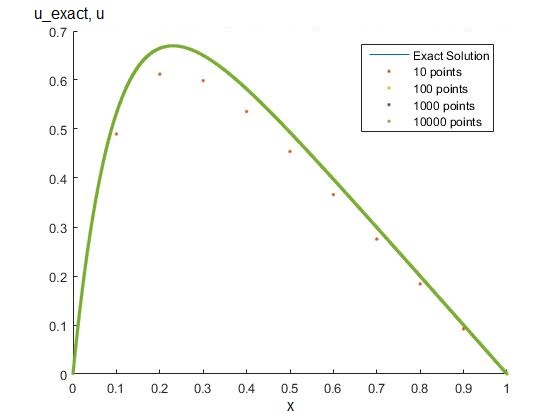 u_exact, u
0.7
0.6
0.5
0.4
0.3
0.2
0.1
0
Exact Solution
10 points
100 points
1000 points
10000 points
0 0.1 0.2 0.3 0.4 0.5 0.6 0.7 0.8 0.9 1
x